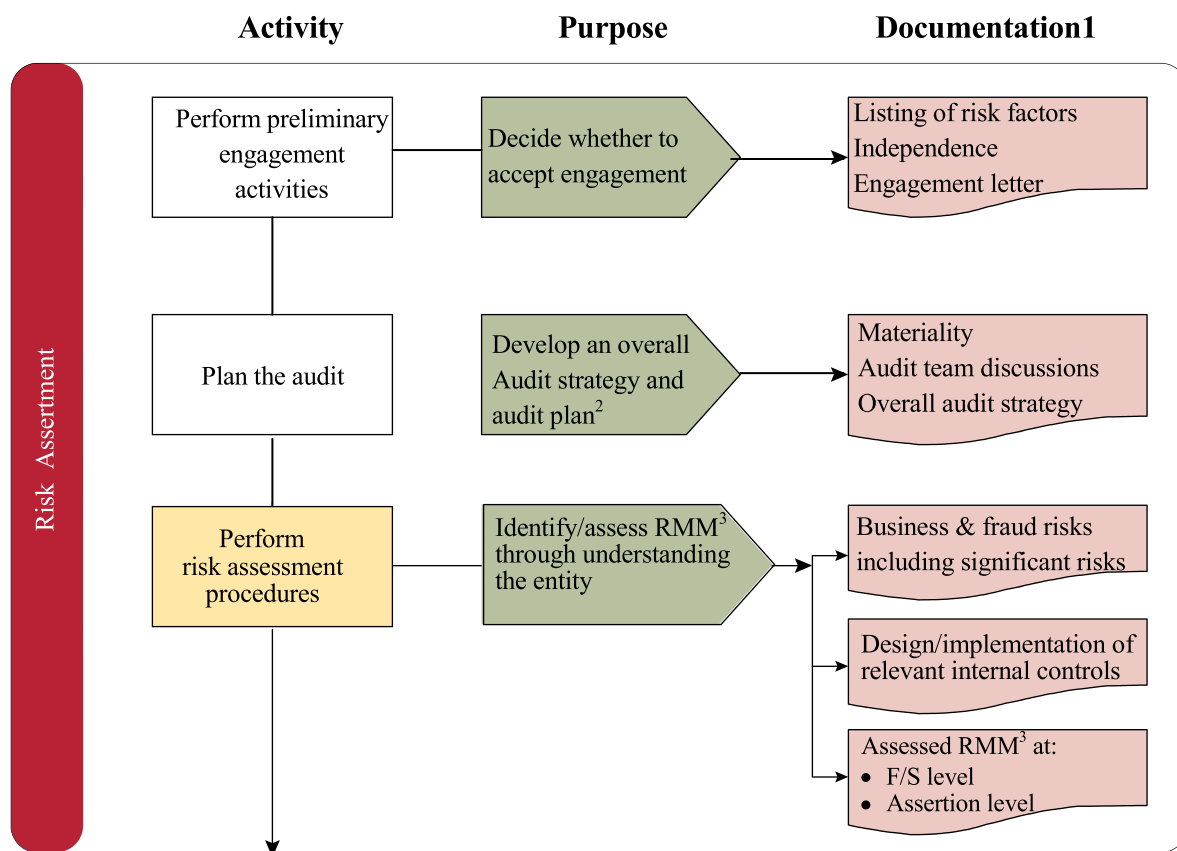 Activity
Purpose
Documentation1
Risk Assertment
Perform preliminary
engagement
activities
Decide whether to
accept engagement
Listing of risk factors
Independence
Engagement letter
Plan the audit
Develop an overall
Audit strategy and
audit plan²
Materiality
Audit team discussions
Overall audit strategy
Perform
risk assessment
procedures
Identify/assess RMM³
through understanding
the entity
Business & fraud risks
including significant risks
Design/implementation of
relevant internal controls
Assessed RMM³ at:
• F/S level
• Assertion level